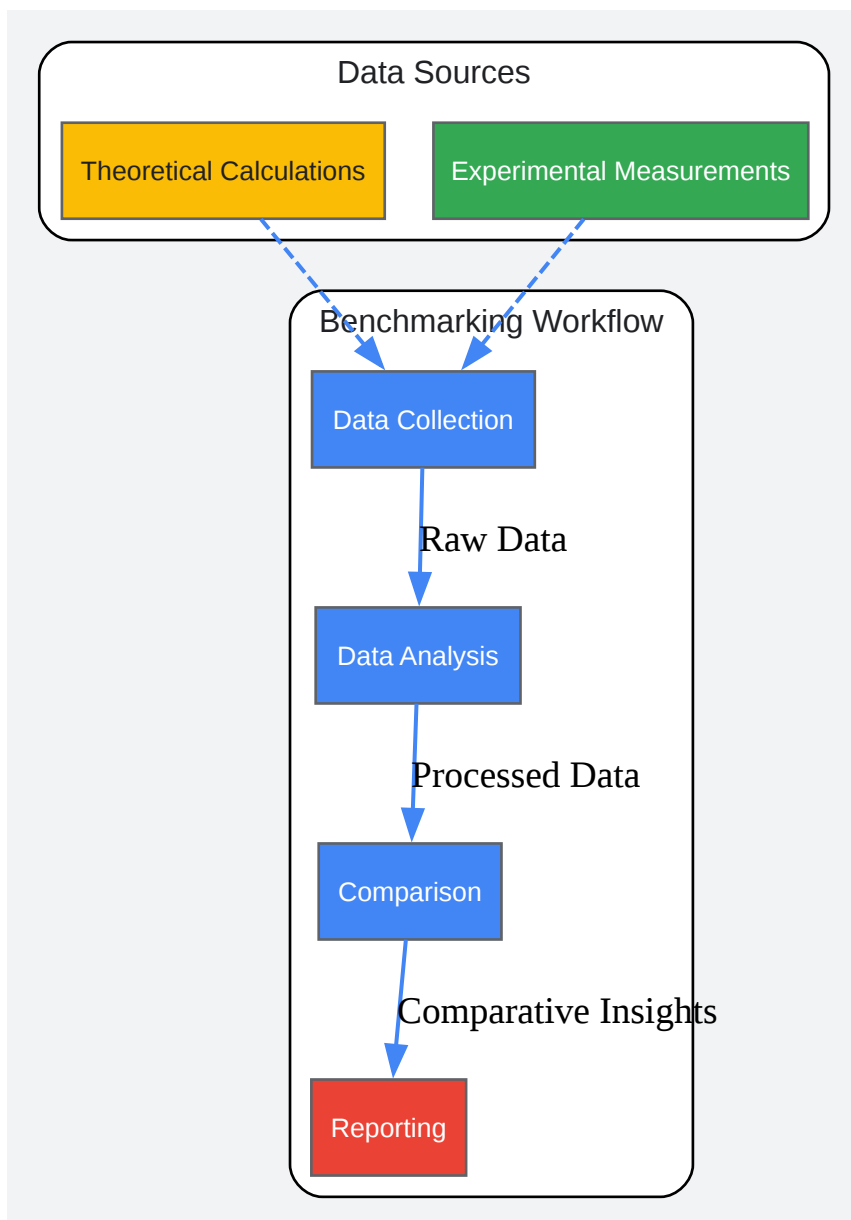 Data Sources
Theoretical Calculations
Experimental Measurements
Benchmarking Workflow
Data Collection
Raw Data
Data Analysis
Processed Data
Comparison
Comparative Insights
Reporting